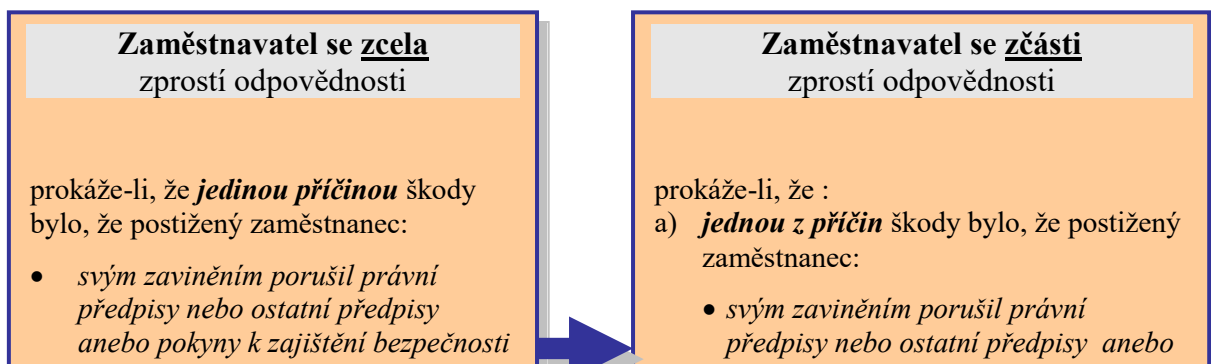 Zaměstnavatel se zcela
zprostí odpovědnosti
prokáže-li, že jedinou příčinou škody
bylo, že postižený zaměstnanec:
• svým zaviněním porušil právní
předpisy nebo ostatní předpisy
anebo pokyny k zajištění bezpečnosti
Zaměstnavatel se zčásti
zprostí odpovědnosti
prokáže-li, že :
a) jednou z příčin škody bylo, že postižený
zaměstnanec:
• svým zaviněním porušil právní
předpisy nebo ostatní předpisy anebo